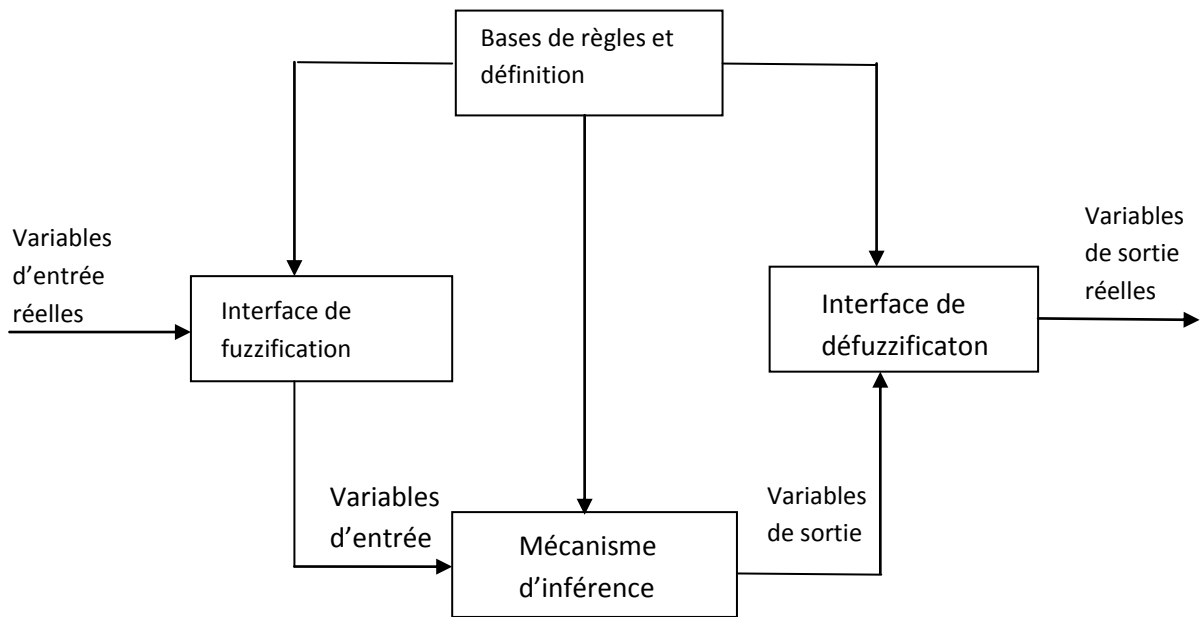 Bases de règles et
définition
Variables
d’entrée
réelles
Interface de
fuzzification
Interface de
défuzzificaton
Variables
de sortie
réelles
Variables
d’entrée
Mécanisme
d’inférence
Variables
de sortie